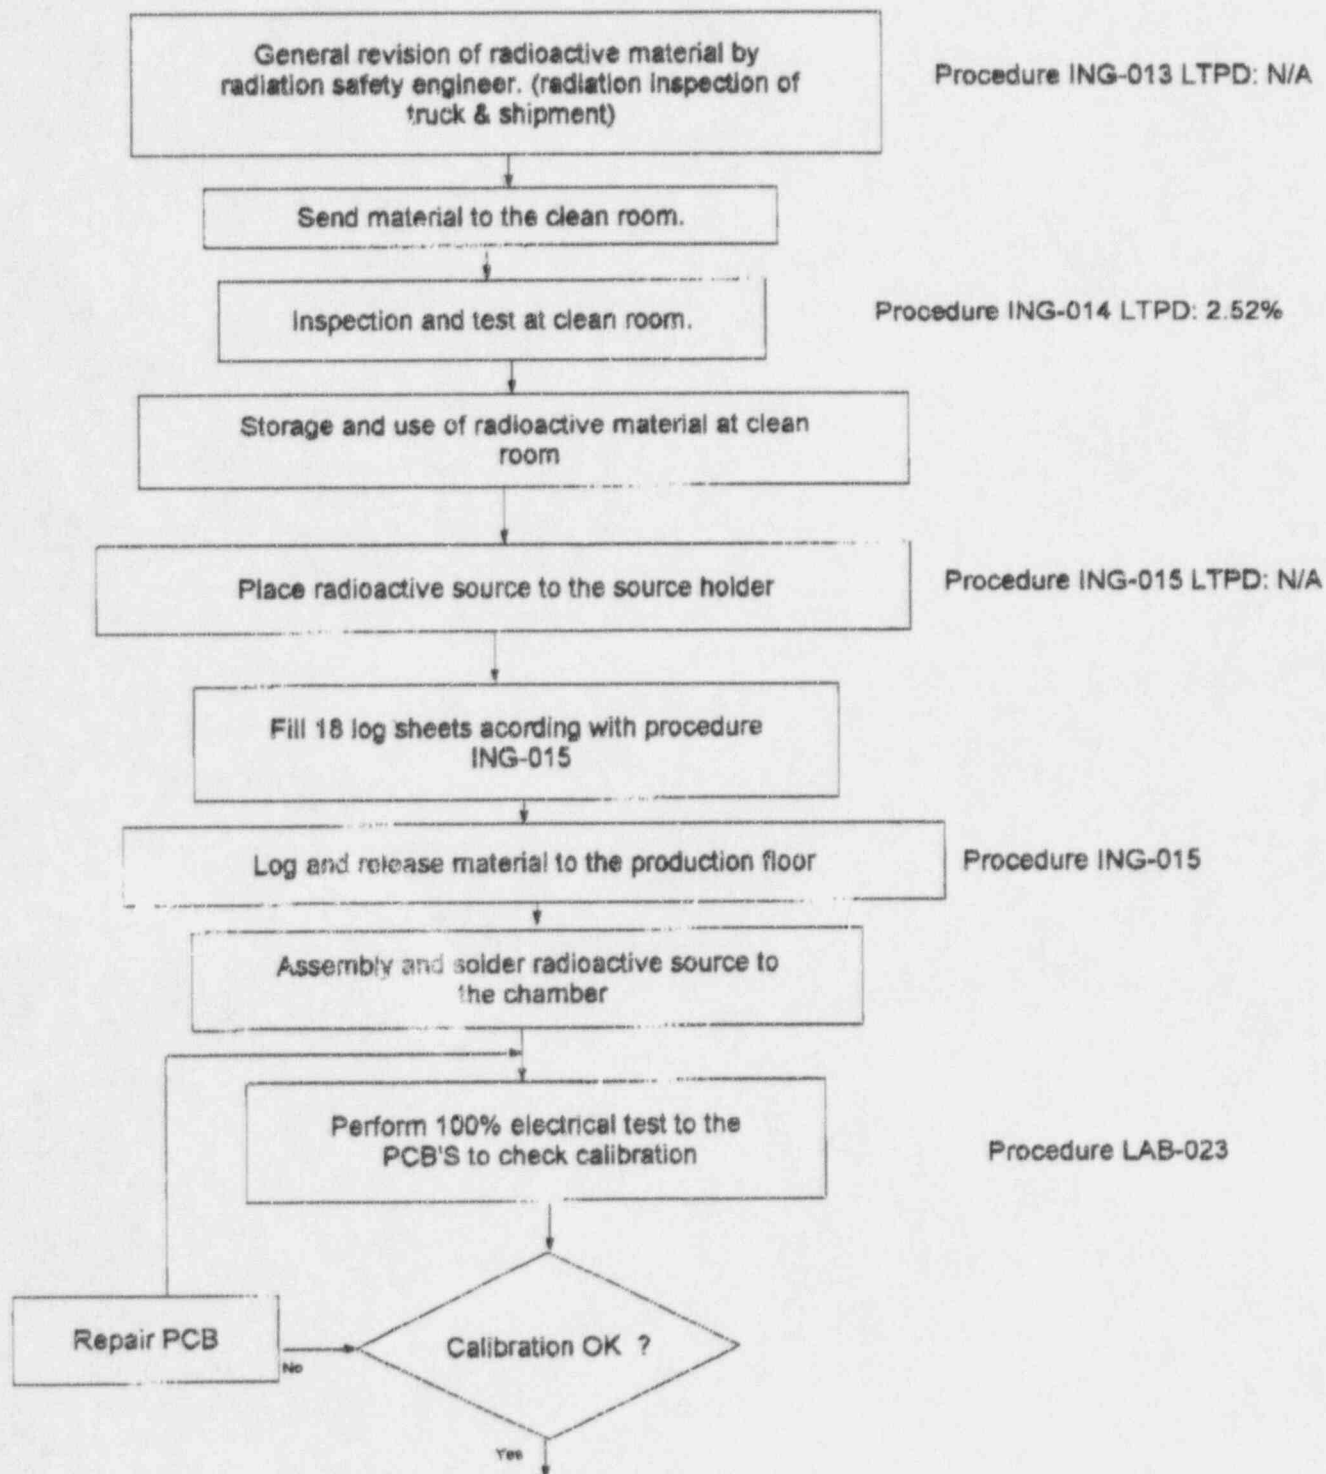 General revision of radioactive material by
radiation safety engineer. (radiation inspection of
truck & shipment)
Procedure ING-013 LTPD: N/A
Send material to the clean room.
Inspection and test at clean room.
Procedure ING-014 LTPD: 2.52%
Storage and use of radioactive material at clean
room
Place radioactive source to the source holder
Procedure ING-015 LTPD: N/A
Fill 18 log sheets acording with procedure
ING-015
Log and release material to the production floor
Procedure ING-015
Assembly and solder radioactive source to
the chamber
Perform 100% electrical test to the
PCB'S to check calibration
Procedure LAB-023
Repair PCB
No
Calibration OK ?
Yes